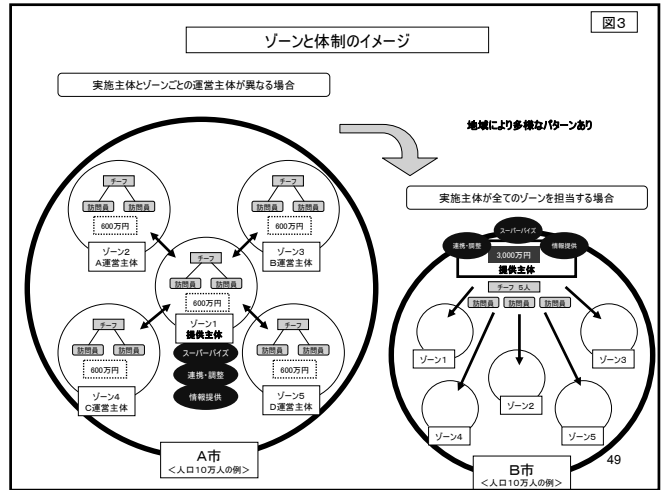 図3
ゾーンと体制のイメージ
実施主体とゾーンごとの運営主体が異なる場合
地域により多様なパターンあり
チーフ
訪問員 訪問員
600万円
ゾーン2
A運営主体
チーフ
訪問員 訪問員
600万円
ゾーン3
B運営主体
チーフ
訪問員 訪問員
600万円
ゾーン1
提供主体
スーパーバイズ
連携・調整
情報提供
チーフ
訪問員 訪問員
600万円
ゾーン4
C運営主体
チーフ
訪問員 訪問員
600万円
ゾーン5
D運営主体
A市
<人口10万人の例>
実施主体が全てのゾーンを担当する場合
スーパーバイズ
連携・調整
情報提供
3,000万円
提供主体
チーフ 5人
訪問員 訪問員 訪問員
ゾーン1
ゾーン3
ゾーン2
ゾーン4
ゾーン5
B市
<人口10万人の例>
49